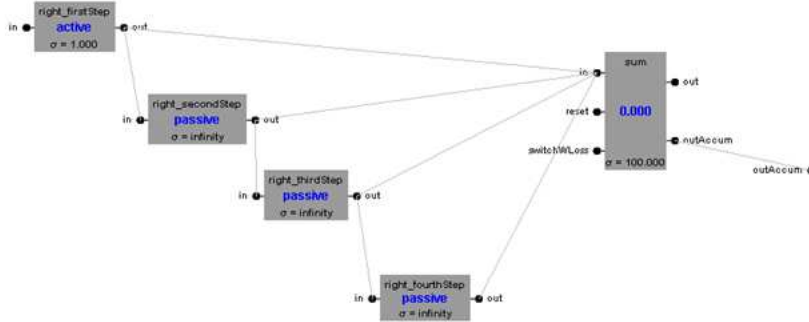 right_firstStep
in active out
σ = 1.000
sum
in
out
right_secondStep
in passive out
σ = infinity
reset
0.000
switchWLoss
outAccum
σ = 100.000
outAccum
right_thirdStep
in passive out
σ = infinity
right_fourthStep
in passive out
σ = infinity